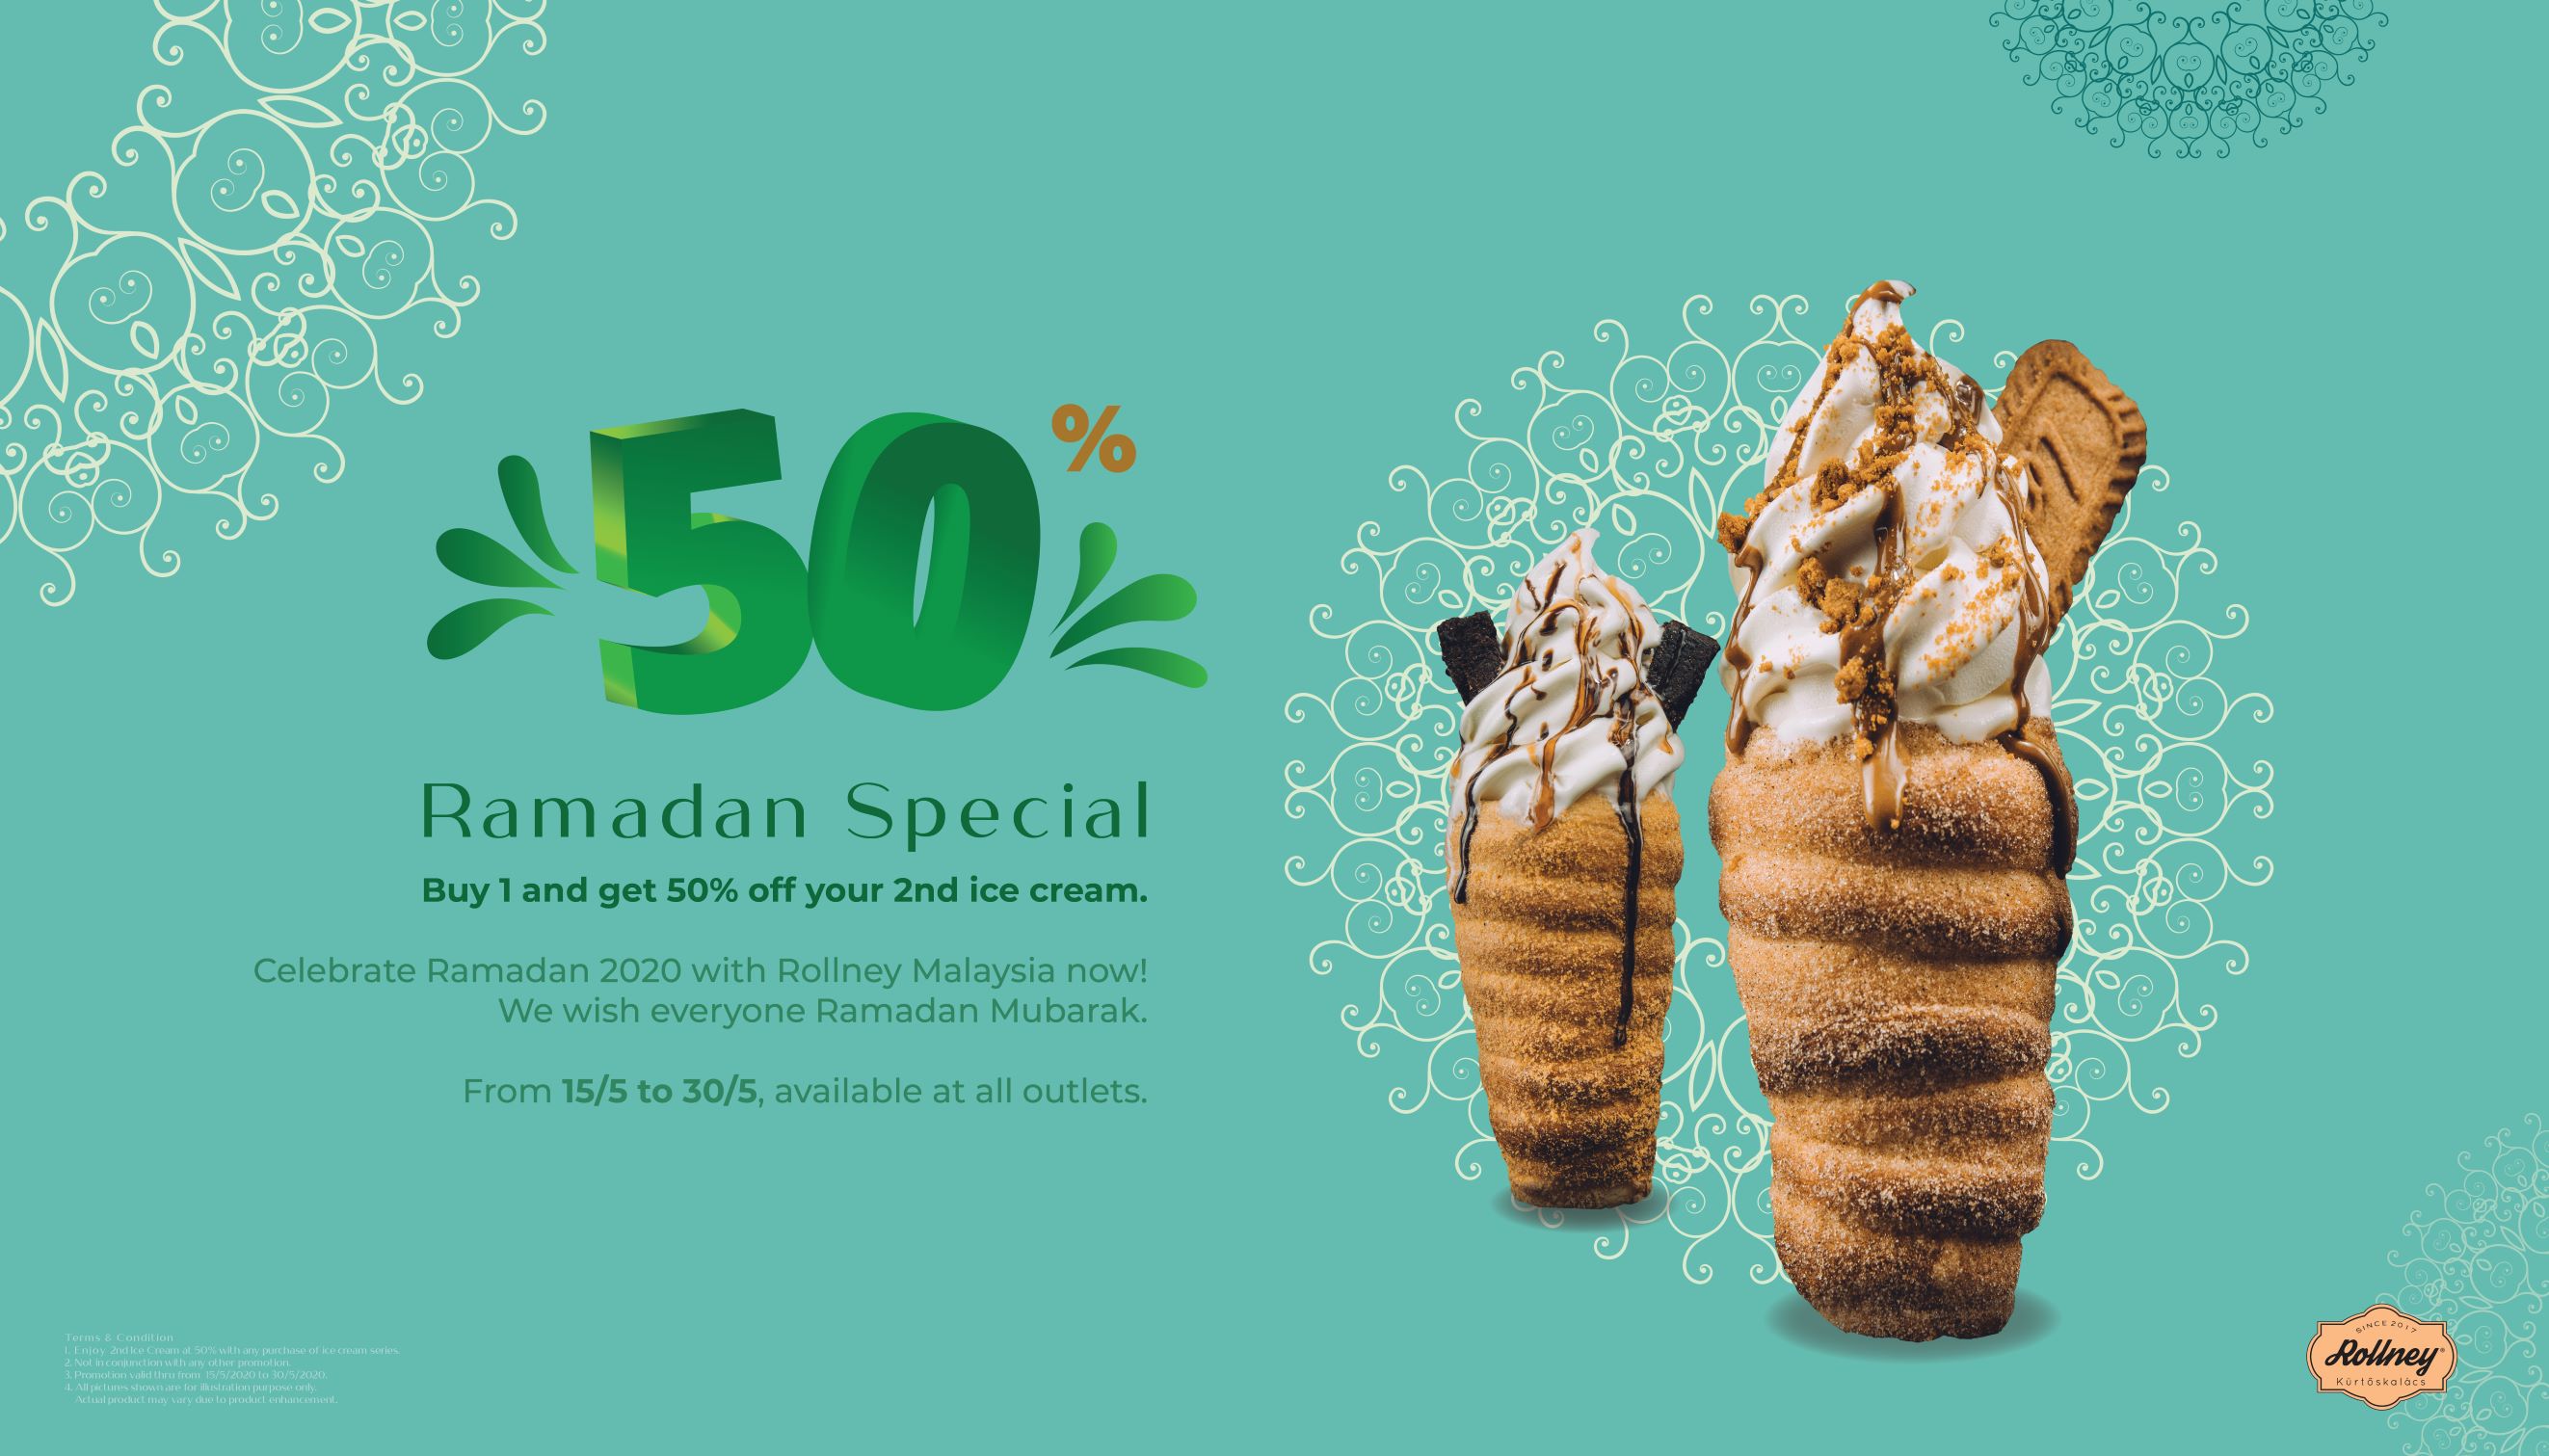 50%
Ramadan Special
Buy 1 and get 50% off your 2nd ice cream.
Celebrate Ramadan 2020 with Rollney Malaysia now!
We wish everyone Ramadan Mubarak.
From 15/5 to 30/5, available at all outlets.
Terms & Condition
1. Enjoy 2nd Ice Cream at 50% with any purchase of ice cream series.
2. Not in conjunction with any other promotion.
3. Promotion valid thru from 15/5/2020 to 30/5/2020.
4. All pictures shown are for illustration purpose only.
Actual product may vary due to product enhancement.
SINCE 2017
Rollney®
Kürtőskalács